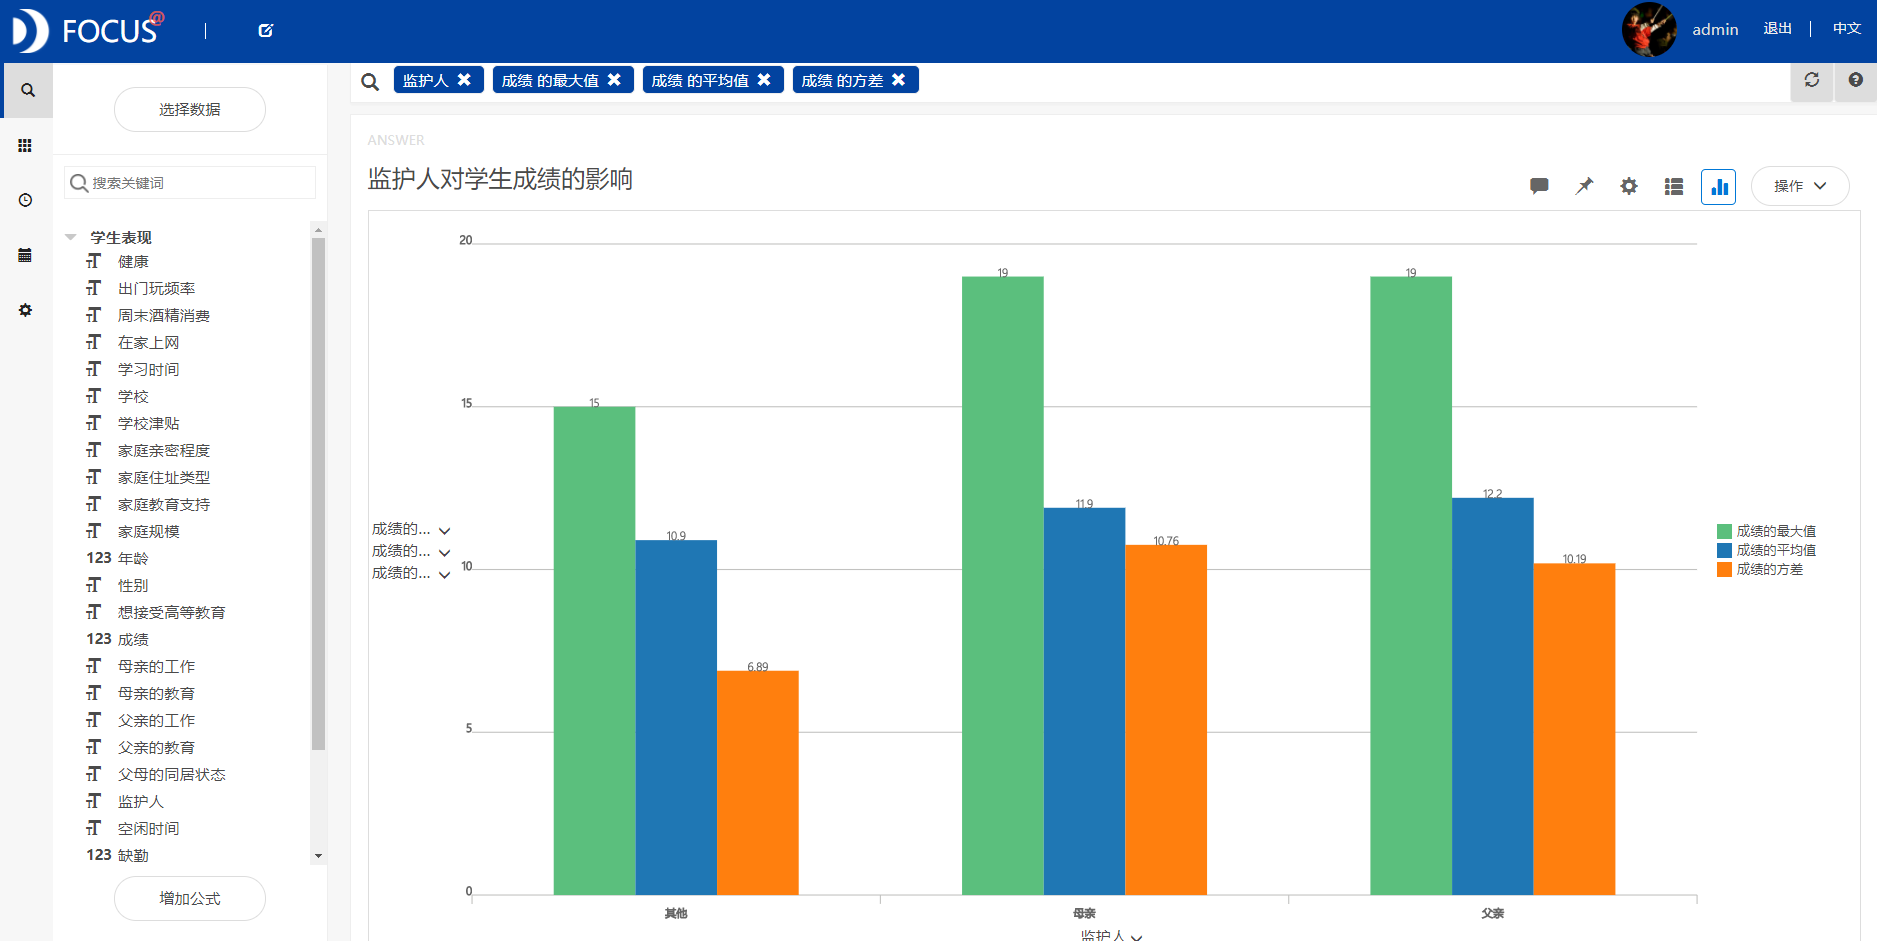 FOCUS@
admin 退出 中文
监护人 成绩 的最大值 成绩 的平均值 成绩 的方差
选择数据
搜索关键词
学生表现
健康
出门玩频率
周末酒精消费
在家上网
学习时间
学校
学校津贴
家庭亲密程度
家庭住址类型
家庭教育支持
家庭规模
123 年龄
性别
想接受高等教育
123 成绩
母亲的工作
母亲的教育
父亲的工作
父亲的教育
父母的同居状态
监护人
空闲时间
123 缺勤
增加公式
ANSWER
监护人对学生成绩的影响
操作
成绩的...
成绩的...
成绩的...
20
15
10
5
0
15
10.9
6.89
19
11.9
10.76
19
12.2
10.19
其他
母亲
父亲
监护人
成绩的最大值
成绩的平均值
成绩的方差